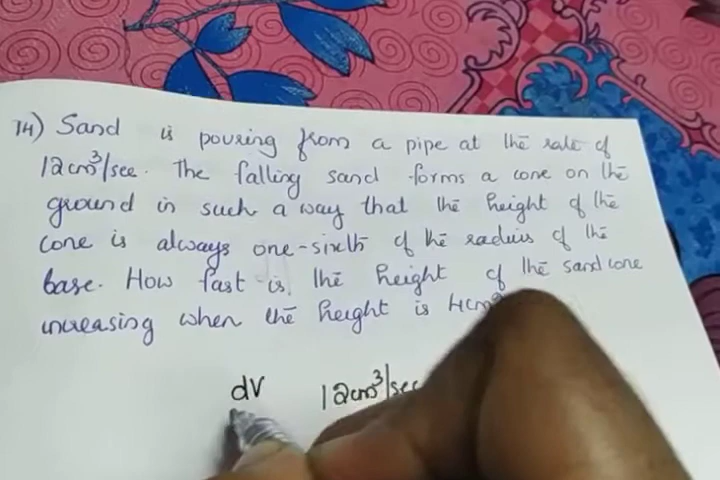 14) Sand is pouring from a pipe at the rate of
12cm³/sec. The falling sand forms a cone on the
ground in such a way that the height of the
cone is always one-sixth of the radius of the
base. How fast is the height of the sand cone
increasing when the height is 4cm?
dV 12cm³/sec